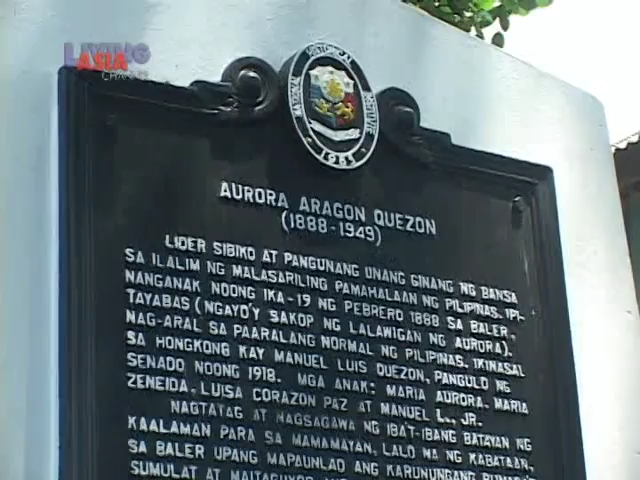 LIVING
ASIA
CHANNEL
1983
AURORA ARAGON QUEZON
(1888-1949)
LIDER SIBIKO AT PANGUNANG UNANG GINANG NG BANSA
SA ILALIM NG MALASARILING PAMAHALAAN NG PILIPINAS. IPI-
NANGANAK NOONG IKA-19 NG PEBRERO 1888 SA BALER,
TAYABAS (NGAYO'Y SAKOP NG LALAWIGAN NG AURORA).
NAG-ARAL SA PAARALANG NORMAL NG PILIPINAS. IKINASAL
SA HONGKONG KAY MANUEL LUIS QUEZON, PANGULO NG
SENADO NOONG 1918. MGA ANAK: MARIA AURORA, MARIA
ZENEIDA, LUISA CORAZON PAZ AT MANUEL L., JR.
NAGTATAG AT NAGSAGAWA NG IBA'T-IBANG BATAYAN NG
KAALAMAN PARA SA MAMAMAYAN, LALO NA NG KABATAAN,
SA BALER UPANG MAPAUNLAD ANG KARUNUNGANG
SUMULAT AT